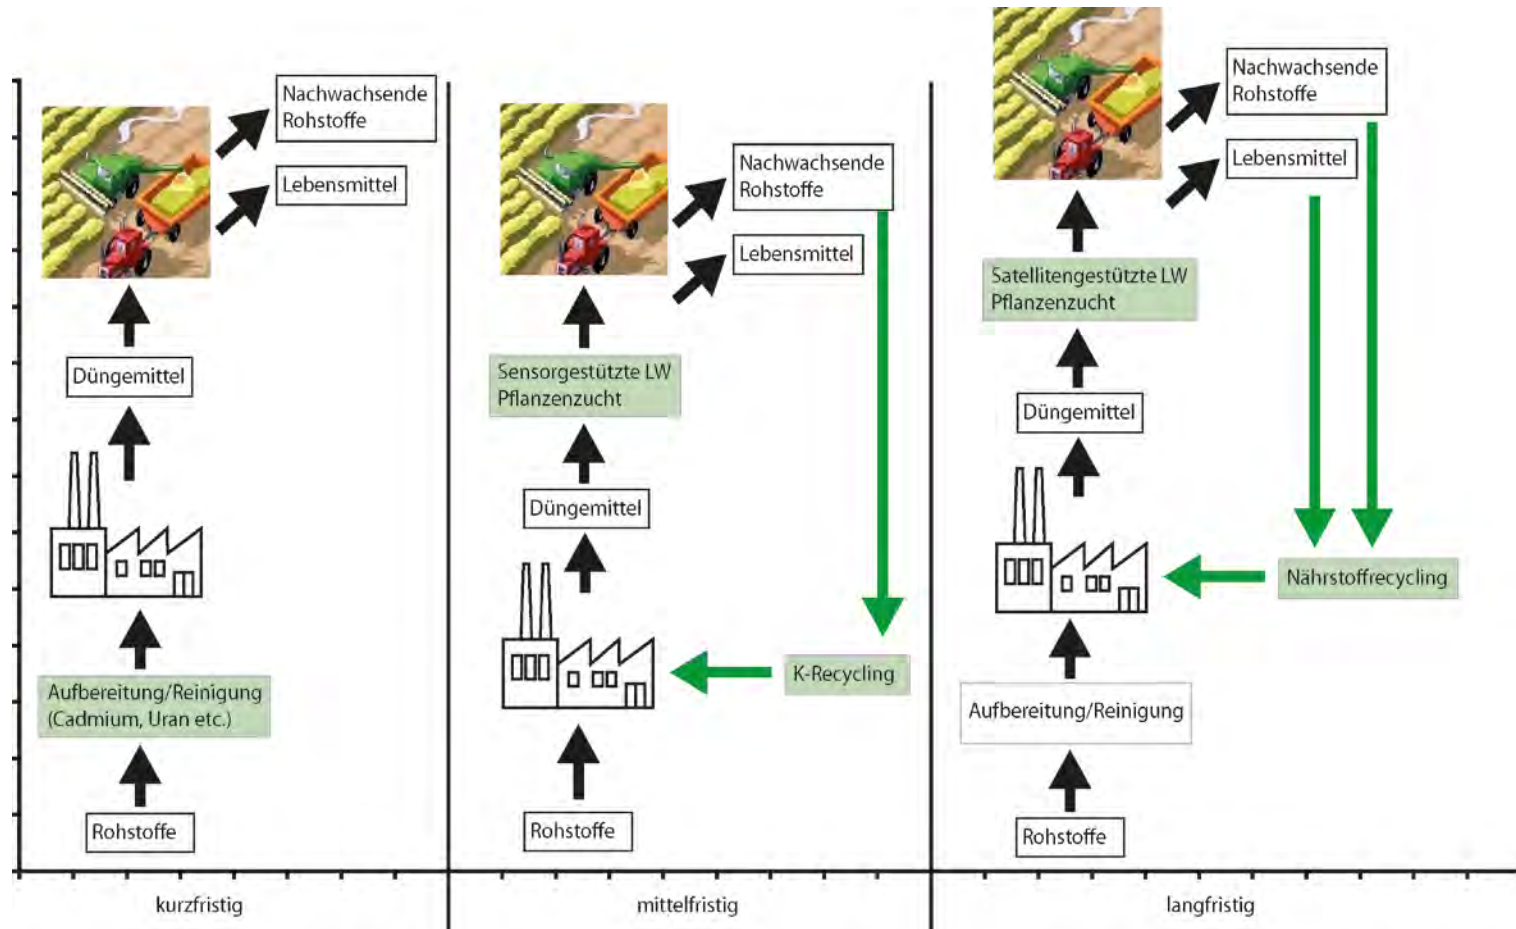 Nachwachsende
Rohstoffe
Lebensmittel
Düngemittel
Aufbereitung/Reinigung
(Cadmium, Uran etc.)
Rohstoffe
kurzfristig
Nachwachsende
Rohstoffe
Lebensmittel
Sensorgestützte LW
Pflanzenzucht
Düngemittel
K-Recycling
Rohstoffe
mittelfristig
Nachwachsende
Rohstoffe
Lebensmittel
Satellitengestützte LW
Pflanzenzucht
Düngemittel
Nährstoffrecycling
Aufbereitung/Reinigung
Rohstoffe
langfristig